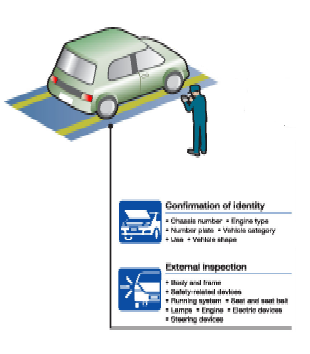 Confirmation of identity
• Chassis number • Engine type
• Number plate • Vehicle category
• Use • Vehicle shape
External Inspection
• Body and frame
• Safety-related devices
• Running system • Seat and seat belt
• Lamps • Engine • Electric devices
• Steering devices